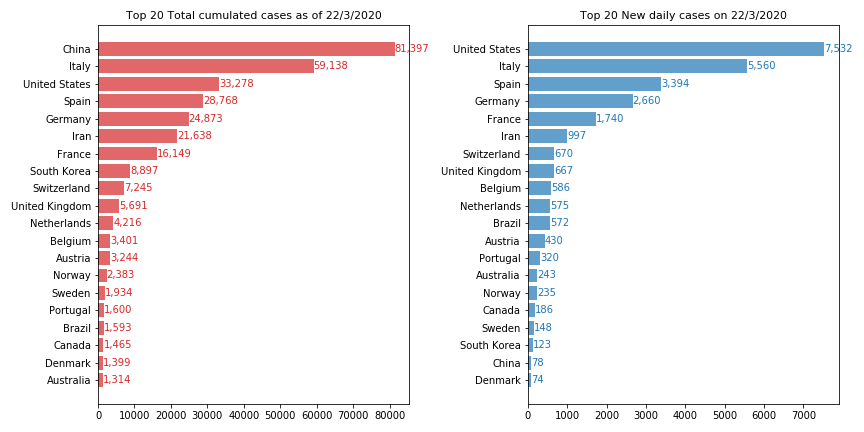 Top 20 Total cumulated cases as of 22/3/2020
China 81,397
Italy 59,138
United States 33,278
Spain 28,768
Germany 24,873
Iran 21,638
France 16,149
South Korea 8,897
Switzerland 7,245
United Kingdom 5,691
Netherlands 4,216
Belgium 3,401
Austria 3,244
Norway 2,383
Sweden 1,934
Portugal 1,600
Brazil 1,593
Canada 1,465
Denmark 1,399
Australia 1,314
0 10000 20000 30000 40000 50000 60000 70000 80000
Top 20 New daily cases on 22/3/2020
United States 7,532
Italy 5,560
Spain 3,394
Germany 2,660
France 1,740
Iran 997
Switzerland 670
United Kingdom 667
Belgium 586
Netherlands 575
Brazil 572
Austria 430
Portugal 320
Australia 243
Norway 235
Canada 186
Sweden 148
South Korea 123
China 78
Denmark 74
0 1000 2000 3000 4000 5000 6000 7000